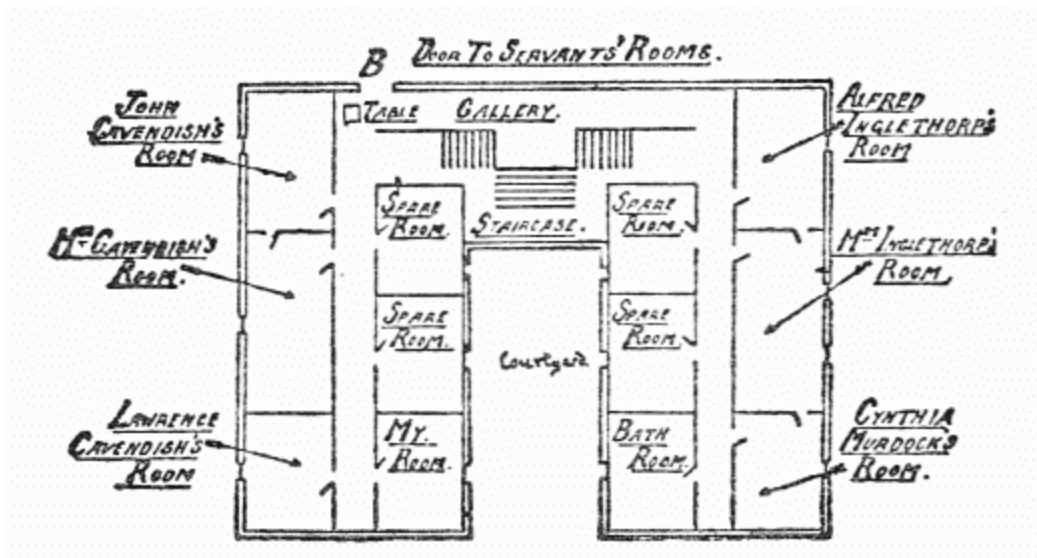 B DOOR TO SERVANTS' ROOMS.
JOHN
CAVENDISH'S
ROOM
TABLE GALLERY.
ALFRED
INGLETHORP'S
ROOM
SPARE
ROOM.
STAIRCASE.
SPARE
ROOM.
MRS CAVENDISH'S
ROOM.
MRS INGLETHORP'S
ROOM.
SPARE
ROOM.
Courtyard
SPARE
ROOM.
LAWRENCE
CAVENDISH'S
ROOM
MY.
ROOM.
BATH
ROOM.
CYNTHIA
MURDOCK'S
ROOM.